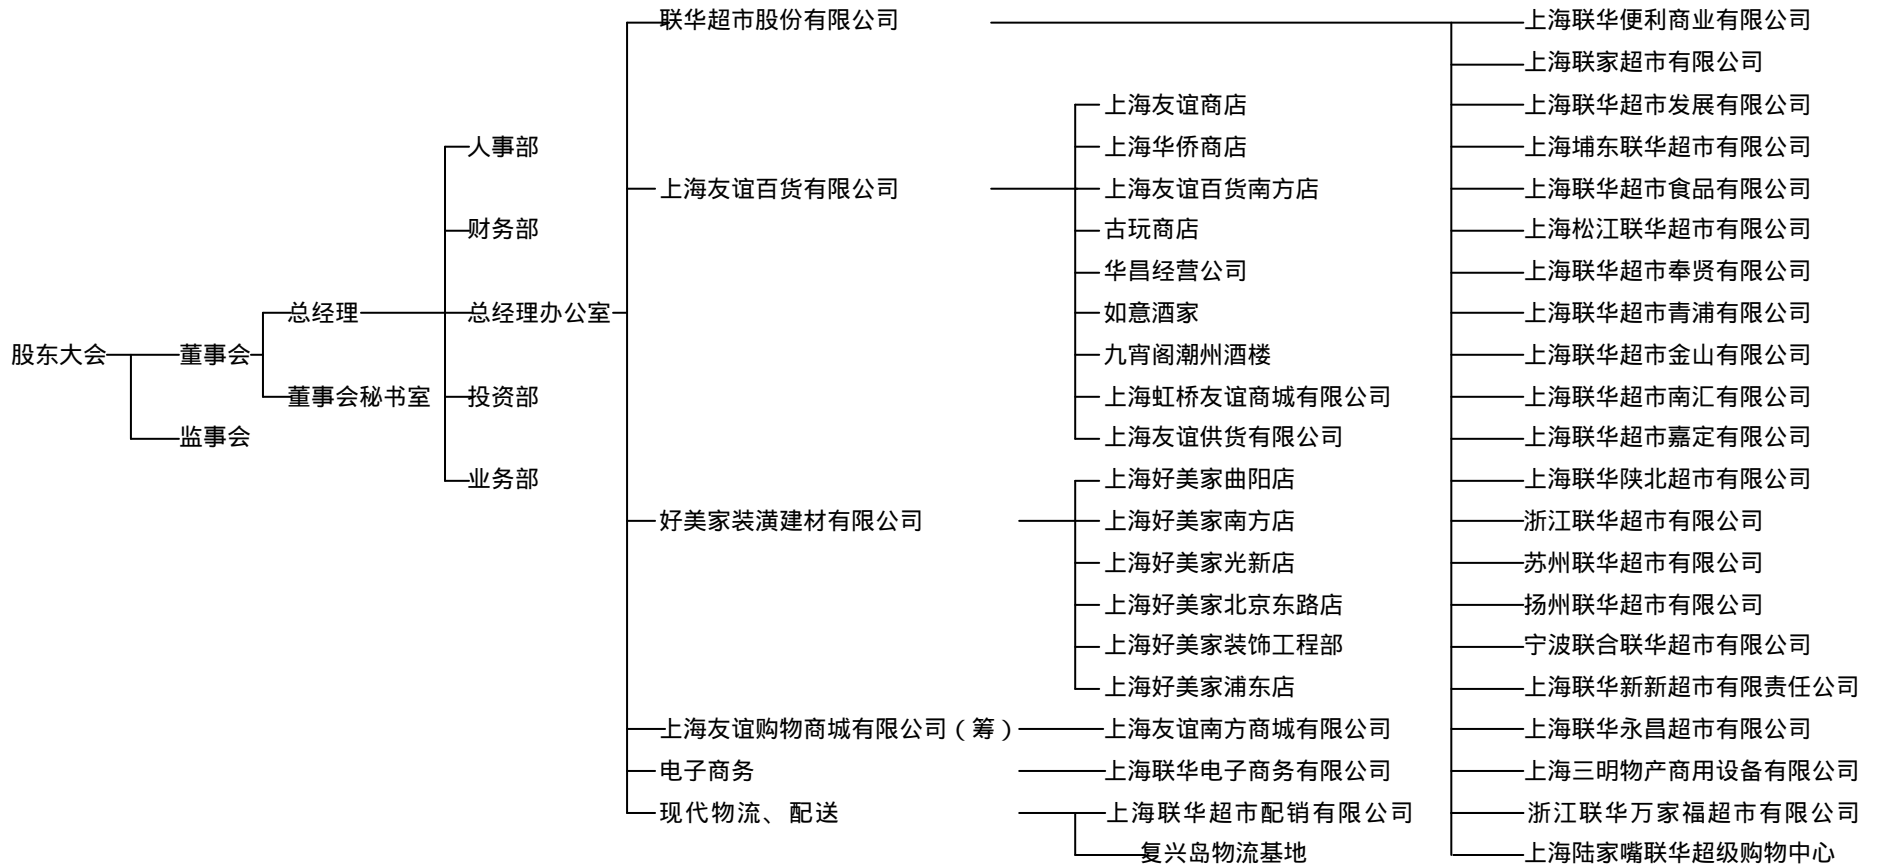 联华超市股份有限公司 上海联华便利商业有限公司
上海联家超市有限公司
上海友谊商店 上海联华超市发展有限公司
人事部 上海华侨商店 上海埔东联华超市有限公司
上海友谊百货有限公司 上海友谊百货南方店 上海联华超市食品有限公司
财务部 古玩商店 上海松江联华超市有限公司
华昌经营公司 上海联华超市奉贤有限公司
总经理 总经理办公室 如意酒家 上海联华超市青浦有限公司
股东大会 董事会 九宵阁潮州酒楼 上海联华超市金山有限公司
董事会秘书室 投资部 上海虹桥友谊商城有限公司 上海联华超市南汇有限公司
监事会 上海友谊供货有限公司 上海联华超市嘉定有限公司
业务部 上海好美家曲阳店 上海联华陕北超市有限公司
好美家装潢建材有限公司 上海好美家南方店 浙江联华超市有限公司
上海好美家光新店 苏州联华超市有限公司
上海好美家北京东路店 扬州联华超市有限公司
上海好美家装饰工程部 宁波联合联华超市有限公司
上海好美家浦东店 上海联华新新超市有限责任公司
上海友谊购物商城有限公司（筹） 上海友谊南方商城有限公司 上海联华永昌超市有限公司
电子商务 上海联华电子商务有限公司 上海三明物产商用设备有限公司
现代物流、配送 上海联华超市配销有限公司 浙江联华万家福超市有限公司
复兴岛物流基地 上海陆家嘴联华超级购物中心